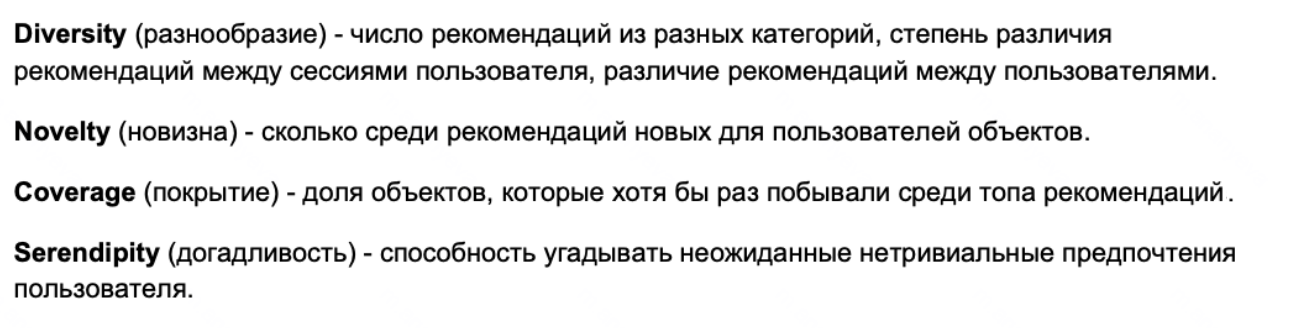 Diversity (разнообразие) - число рекомендаций из разных категорий, степень различия
рекомендаций между сессиями пользователя, различие рекомендаций между пользователями.
Novelty (новизна) - сколько среди рекомендаций новых для пользователей объектов.
Coverage (покрытие) - доля объектов, которые хотя бы раз побывали среди топа рекомендаций.
Serendipity (догадливость) - способность угадывать неожиданные нетривиальные предпочтения
пользователя.